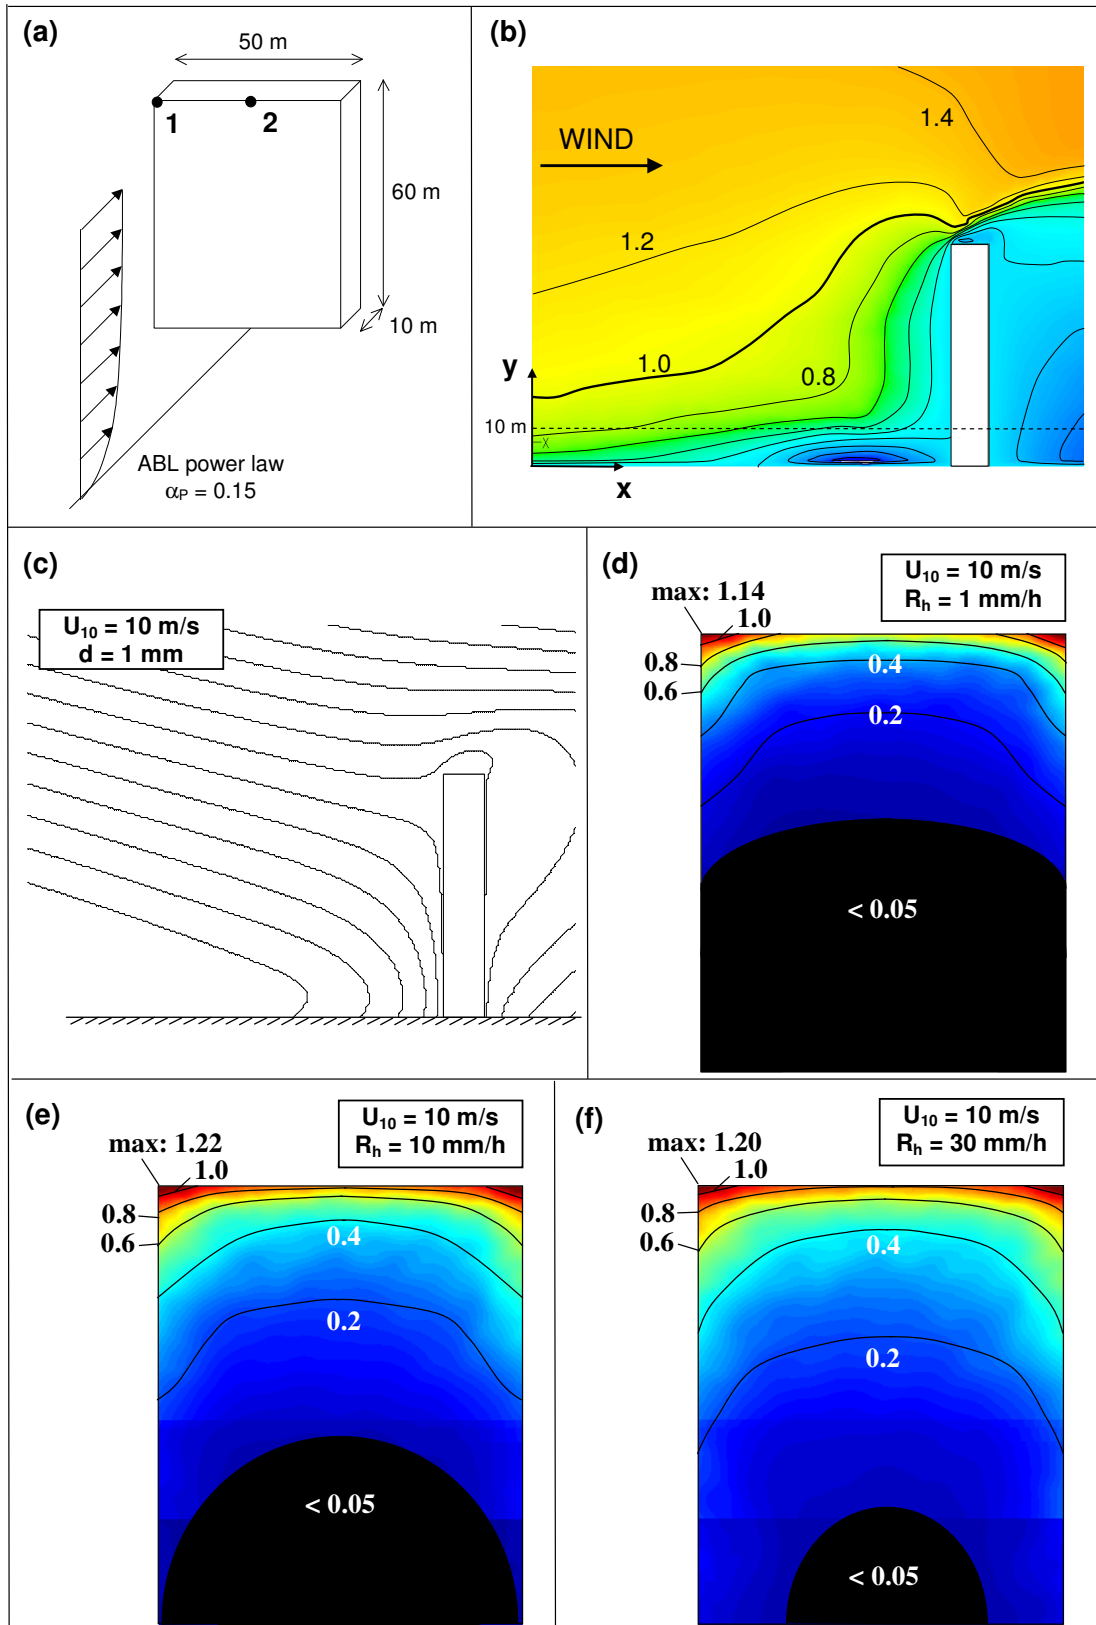 (a)
50 m
1
2
60 m
10 m
ABL power law
αP = 0.15
(b)
WIND
1.4
1.2
1.0
0.8
y
10 m
X
x
(c)
U10 = 10 m/s
d = 1 mm
(d)
U10 = 10 m/s
Rh = 1 mm/h
max: 1.14
1.0
0.8
0.6
0.4
0.2
< 0.05
(e)
U10 = 10 m/s
Rh = 10 mm/h
max: 1.22
1.0
0.8
0.6
0.4
0.2
< 0.05
(f)
U10 = 10 m/s
Rh = 30 mm/h
max: 1.20
1.0
0.8
0.6
0.4
0.2
< 0.05